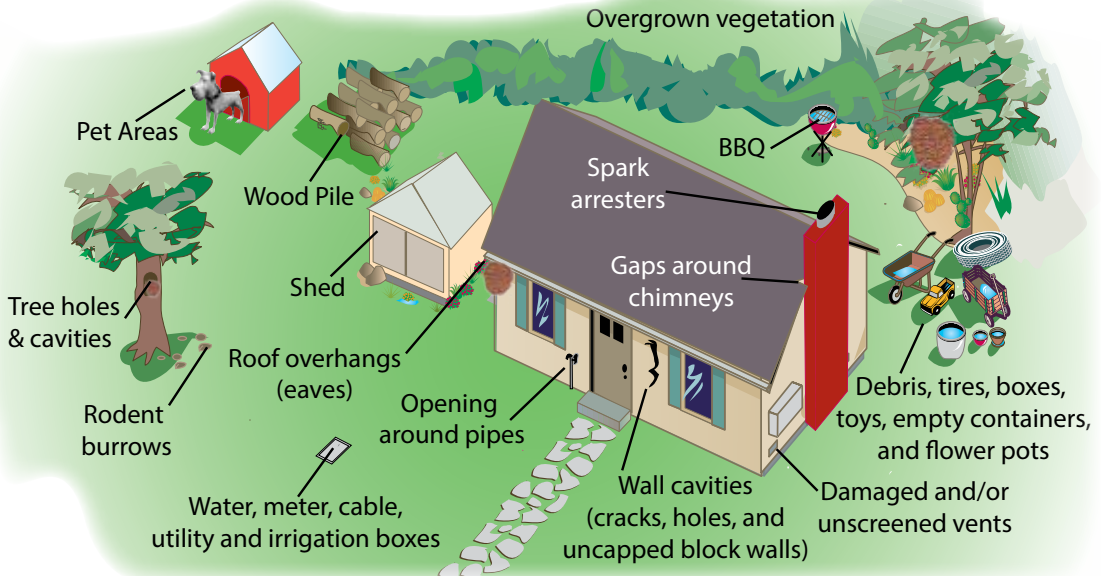 Overgrown vegetation
Pet Areas
BBQ
Wood Pile
Spark
arresters
Shed
Gaps around
chimneys
Tree holes
& cavities
Roof overhangs
(eaves)
Rodent
burrows
Opening
around pipes
Debris, tires, boxes,
toys, empty containers,
and flower pots
Water, meter, cable,
utility and irrigation boxes
Wall cavities
(cracks, holes, and
uncapped block walls)
Damaged and/or
unscreened vents